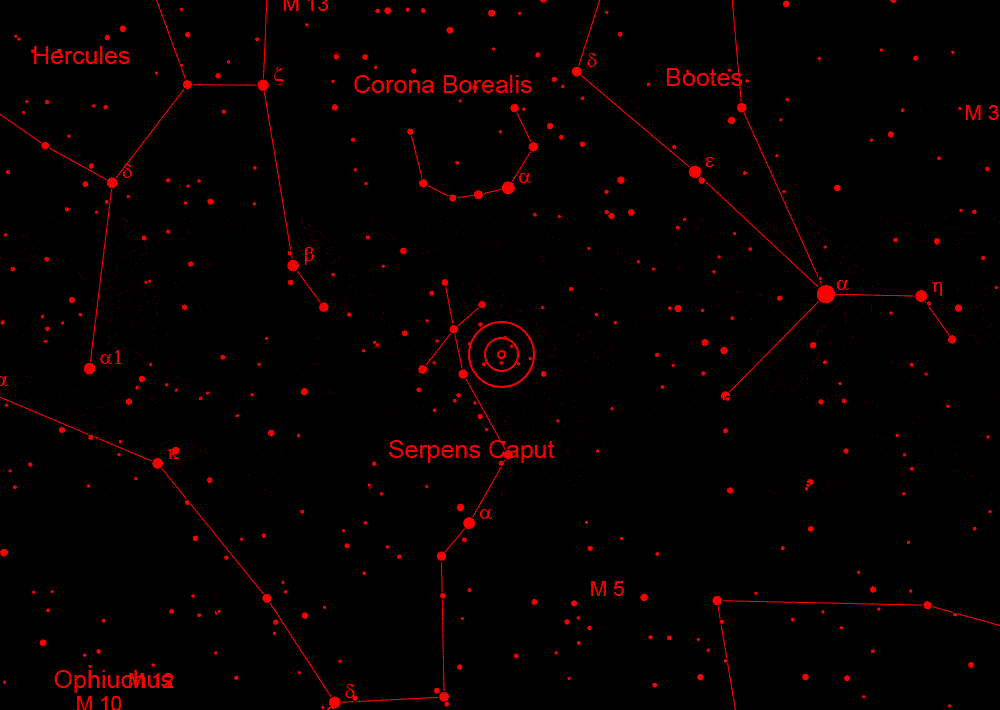 M 13
Hercules
ζ
δ
Bootes
Corona Borealis
M 3
δ
α
ε
β
α
η
α1
α
Serpens Caput
κ
α
M 5
Ophiuchus
M 12
δ
M 10